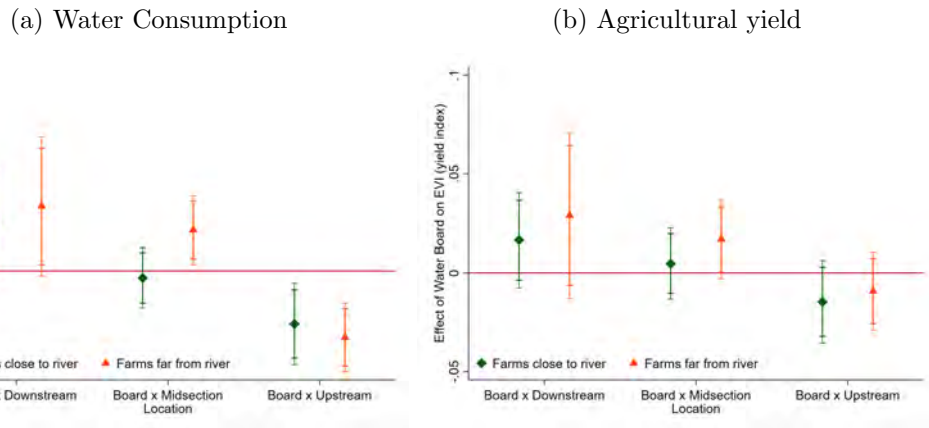 (a) Water Consumption
(b) Agricultural yield
close to river
Farms far from river
x Downstream
Board x Midsection
Board x Upstream
Location
Effect of Water Board on EVI (yield index)
.1
.05
0
-.05
Farms close to river
Farms far from river
Board x Downstream
Board x Midsection
Board x Upstream
Location